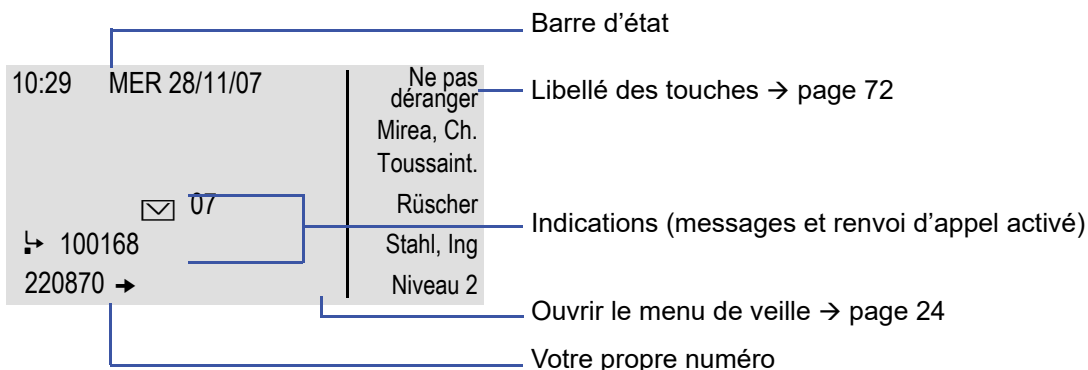 Barre d'état
10:29 MER 28/11/07
Ne pas
déranger
Libellé des touches → page 72
Mirea, Ch.
Toussaint.
07
Rüscher
Indications (messages et renvoi d'appel activé)
100168
Stahl, Ing
220870 →
Niveau 2
Ouvrir le menu de veille → page 24
Votre propre numéro